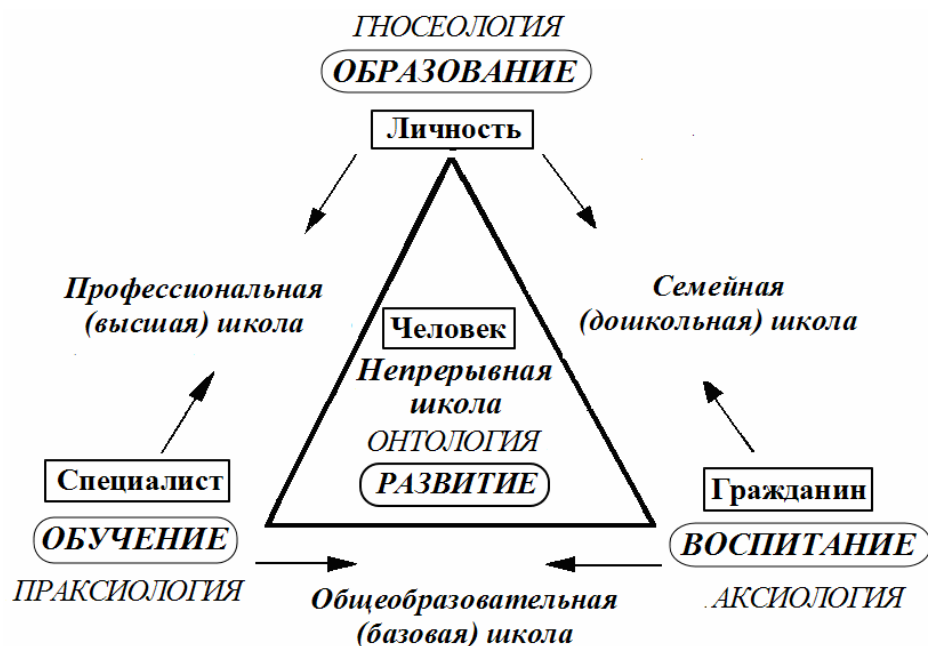 ГНОСЕОЛОГИЯ
ОБРАЗОВАНИЕ
Личность
Профессиональная
(высшая) школа
Семейная
(дошкольная) школа
Человек
Непрерывная
школа
ОНТОЛОГИЯ
РАЗВИТИЕ
Специалист
ОБУЧЕНИЕ
ПРАКСИОЛОГИЯ
Гражданин
ВОСПИТАНИЕ
АКСИОЛОГИЯ
Общеобразовательная
(базовая) школа